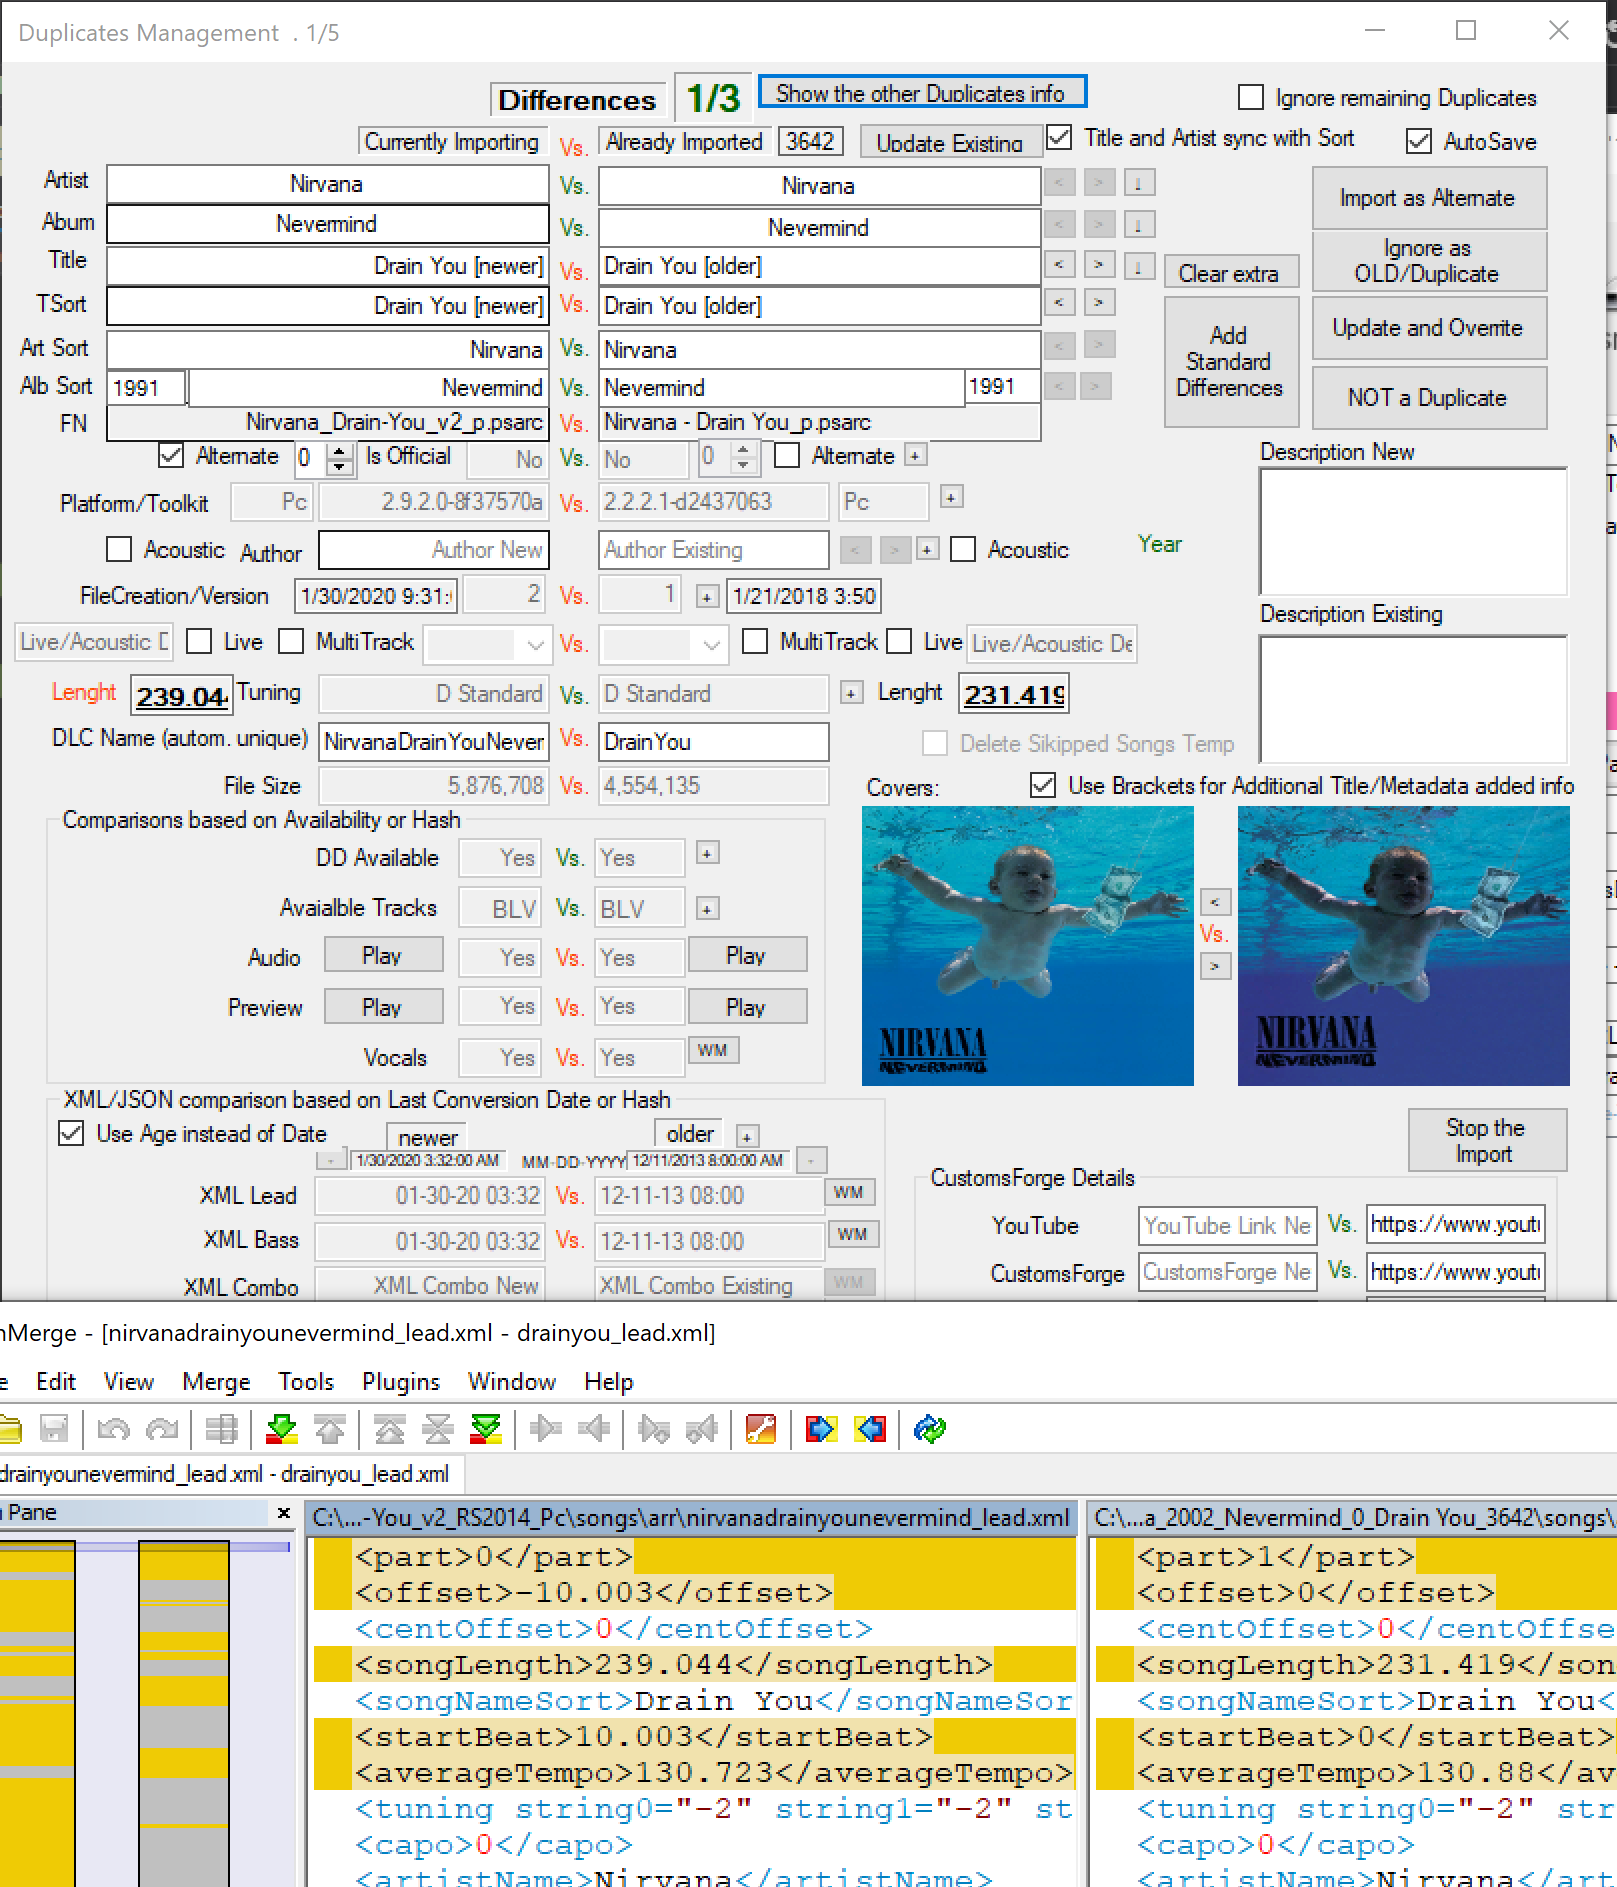 Duplicates Management . 1/5
Differences 1/3 Show the other Duplicates info Ignore remaining Duplicates
Currently Importing Vs. Already Imported 3642 Update Existing Title and Artist sync with Sort AutoSave
Artist Nirvana Vs. Nirvana < > Import as Alternate
Abum Nevermind Vs. Nevermind < >
Title Drain You [newer] Vs. Drain You [older] < > Clear extra Ignore as OLD/Duplicate
TSort Drain You [newer] Vs. Drain You [older] < > Update and Overrite
Art Sort Nirvana Vs. Nirvana < > Add Standard Differences
Alb Sort 1991 Nevermind Vs. Nevermind 1991 < > NOT a Duplicate
FN Nirvana_Drain-You_v2_p.psarc Vs. Nirvana - Drain You_p.psarc
Alternate 0 Is Official No Vs. No 0 Alternate + Description New
Platform/Toolkit Pc 2.9.2.0-8f37570a Vs. 2.2.2.1-d2437063 Pc +
Acoustic Author Author New Vs. Author Existing < > + Acoustic Year
FileCreation/Version 1/30/2020 9:31: 2 Vs. 1 + 1/21/2018 3:50
Description Existing
Live/Acoustic D Live MultiTrack Vs. MultiTrack Live Live/Acoustic De
Lenght 239.04 Tuning D Standard Vs. D Standard + Lenght 231.419
DLC Name (autom. unique) NirvanaDrainYouNever Vs. DrainYou Delete Sikipped Songs Temp
File Size 5,876,708 Vs. 4,554,135 Covers: Use Brackets for Additional Title/Metadata added info
Comparisons based on Availability or Hash
DD Available Yes Vs. Yes +
Avaialble Tracks BLV Vs. BLV + <
Audio Play Yes Vs. Yes Play Vs.
Preview Play Yes Vs. Yes Play >
Vocals Yes Vs. Yes WM
NIRVANA
NEVERMIND
NIRVANA
NEVERMIND
XML/JSON comparison based on Last Conversion Date or Hash
Use Age instead of Date newer older + Stop the Import
- 1/30/2020 3:32:00 AM MM-DD-YYYY 12/11/2013 8:00:00 AM -
XML Lead 01-30-20 03:32 Vs. 12-11-13 08:00 WM
XML Bass 01-30-20 03:32 Vs. 12-11-13 08:00 WM
XML Combo XML Combo New XML Combo Existing WM
CustomsForge Details
YouTube YouTube Link Ne Vs. https://www.yout
CustomsForge CustomsForge Ne Vs. https://www.yout
nMerge - [nirvanadrainyounevermind_lead.xml - drainyou_lead.xml]
e Edit View Merge Tools Plugins Window Help
drainyounevermind_lead.xml - drainyou_lead.xml
Pane × C:\...-You_v2_RS2014_Pc\songs\arr\nirvanadrainyounevermind_lead.xml C:\...a_2002_Nevermind_0_Drain You_3642\songs\
<part>0</part> <part>1</part>
<offset>-10.003</offset> <offset>0</offset>
<centOffset>0</centOffset> <centOffset>0</centOffse
<songLength>239.044</songLength> <songLength>231.419</son
<songNameSort>Drain You</songNameSor <songNameSort>Drain You<
<startBeat>10.003</startBeat> <startBeat>0</startBeat>
<averageTempo>130.723</averageTempo> <averageTempo>130.88</av
<tuning string0="-2" string1="-2" st <tuning string0="-2" str
<capo>0</capo> <capo>0</capo>
<artistName>Nirvana</artistName> <artistName>Nirvana</art